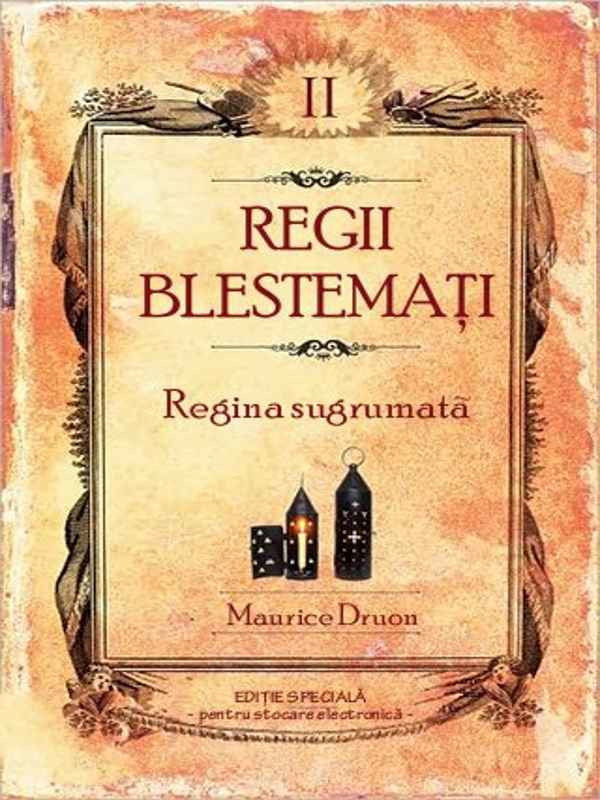 II
REGII
BLESTEMAȚI
Regina sugrumată
Maurice Druon
EDIȚIE SPECIALĂ
- pentru stocare electronică -